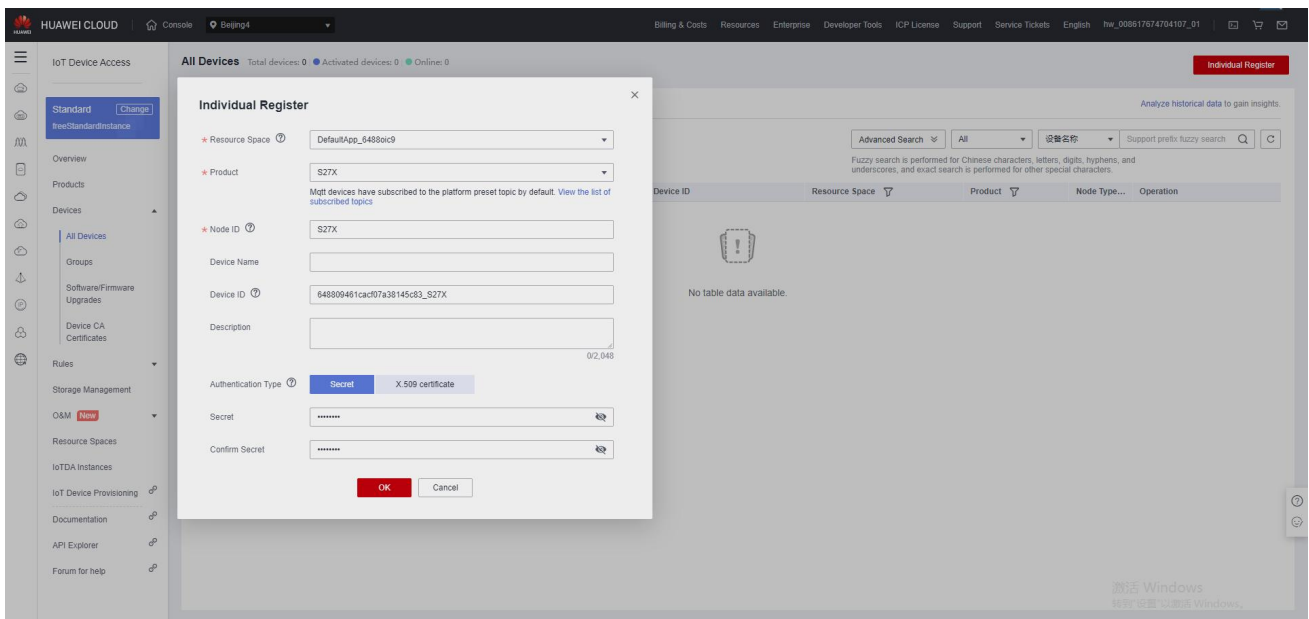 HUAWEI
HUAWEI CLOUD
Console
Beijing4
Billing & Costs
Resources
Enterprise
Developer Tools
ICP License
Support
Service Tickets
English
hw_008617674704107_01
IoT Device Access
Standard
Change
freeStandardInstance
Overview
Products
Devices
All Devices
Groups
Software/Firmware
Upgrades
Device CA
Certificates
Rules
Storage Management
O&M New
Resource Spaces
IoTDA Instances
IoT Device Provisioning
Documentation
API Explorer
Forum for help
All Devices Total devices: 0 Activated devices: 0 Online: 0
Individual Register
Analyze historical data to gain insights.
Advanced Search
All
设备名称
Support prefix fuzzy search
Fuzzy search is performed for Chinese characters, letters, digits, hyphens, and
underscores, and exact search is performed for other special characters.
Device ID
Resource Space
Product
Node Type...
Operation
No table data available.
Individual Register
* Resource Space
DefaultApp_6488oic9
* Product
S27X
Mqtt devices have subscribed to the platform preset topic by default. View the list of
subscribed topics
* Node ID
S27X
Device Name
Device ID
648809461cacf07a38145c83_S27X
Description
0/2,048
Authentication Type
Secret
X.509 certificate
Secret
••••••••
Confirm Secret
••••••••
OK
Cancel
激活 Windows
转到"设置"以激活 Windows。